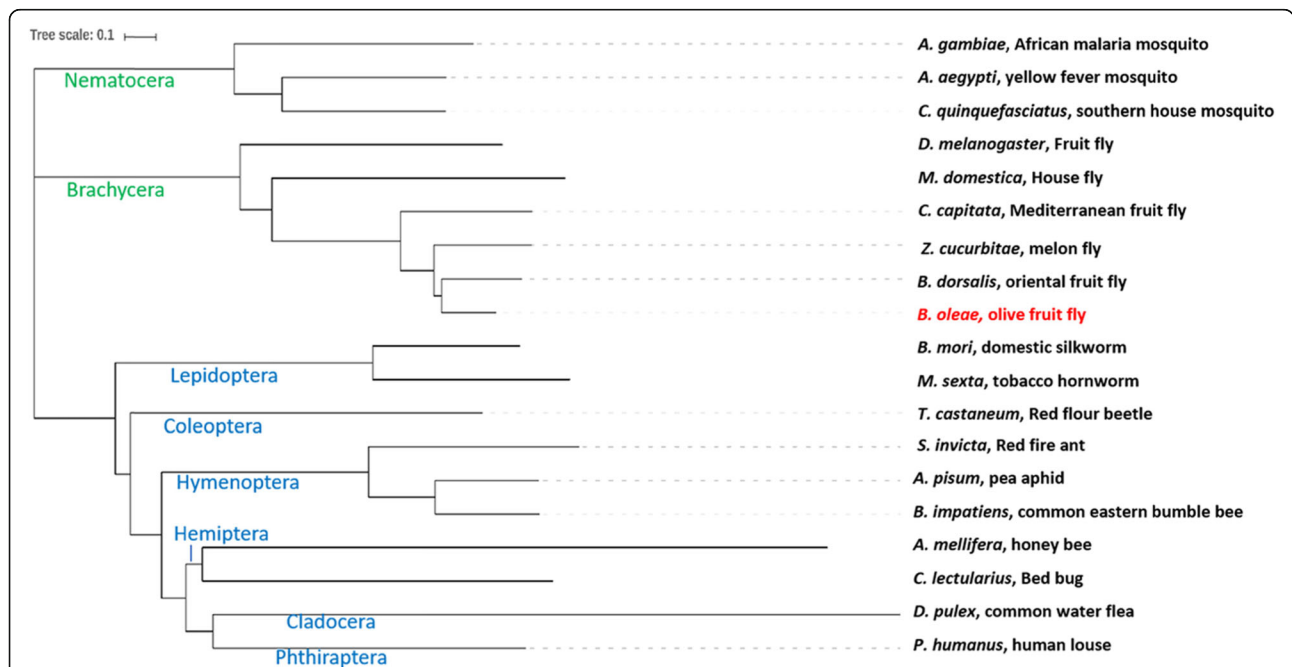 Tree scale: 0.1
A. gambiae, African malaria mosquito
Nematocera
A. aegypti, yellow fever mosquito
C. quinquefasciatus, southern house mosquito
D. melanogaster, Fruit fly
Brachycera
M. domestica, House fly
C. capitata, Mediterranean fruit fly
Z. cucurbitae, melon fly
B. dorsalis, oriental fruit fly
B. oleae, olive fruit fly
B. mori, domestic silkworm
Lepidoptera
M. sexta, tobacco hornworm
T. castaneum, Red flour beetle
Coleoptera
S. invicta, Red fire ant
Hymenoptera
A. pisum, pea aphid
B. impatiens, common eastern bumble bee
Hemiptera
A. mellifera, honey bee
C. lectularius, Bed bug
D. pulex, common water flea
Cladocera
P. humanus, human louse
Phthiraptera